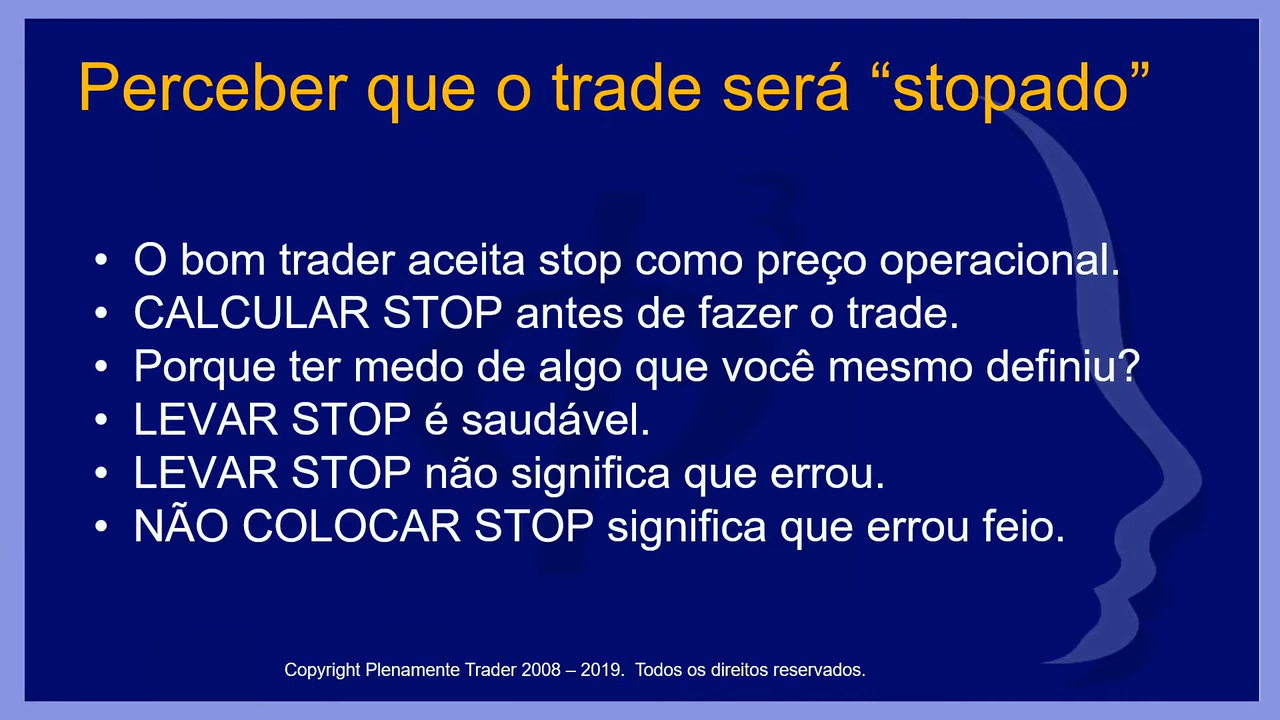 Perceber que o trade será “stopado”
• O bom trader aceita stop como preço operacional.
• CALCULAR STOP antes de fazer o trade.
• Porque ter medo de algo que você mesmo definiu?
• LEVAR STOP é saudável.
• LEVAR STOP não significa que errou.
• NÃO COLOCAR STOP significa que errou feio.
Copyright Plenamente Trader 2008 – 2019. Todos os direitos reservados.